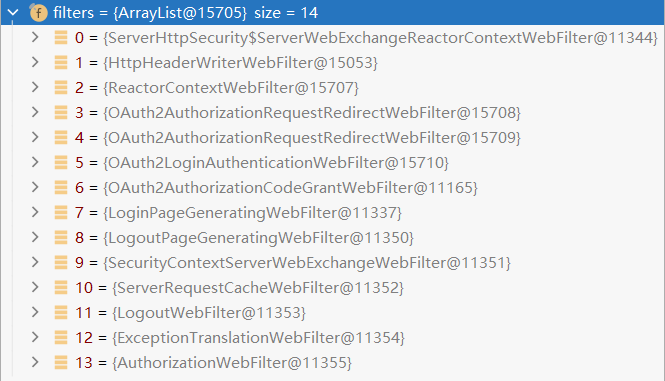 f filters = {ArrayList@15705} size = 14
0 = {ServerHttpSecurity$ServerWebExchangeReactorContextWebFilter@11344}
1 = {HttpHeaderWriterWebFilter@15053}
2 = {ReactorContextWebFilter@15707}
3 = {OAuth2AuthorizationRequestRedirectWebFilter@15708}
4 = {OAuth2AuthorizationRequestRedirectWebFilter@15709}
5 = {OAuth2LoginAuthenticationWebFilter@15710}
6 = {OAuth2AuthorizationCodeGrantWebFilter@11165}
7 = {LoginPageGeneratingWebFilter@11337}
8 = {LogoutPageGeneratingWebFilter@11350}
9 = {SecurityContextServerWebExchangeWebFilter@11351}
10 = {ServerRequestCacheWebFilter@11352}
11 = {LogoutWebFilter@11353}
12 = {ExceptionTranslationWebFilter@11354}
13 = {AuthorizationWebFilter@11355}